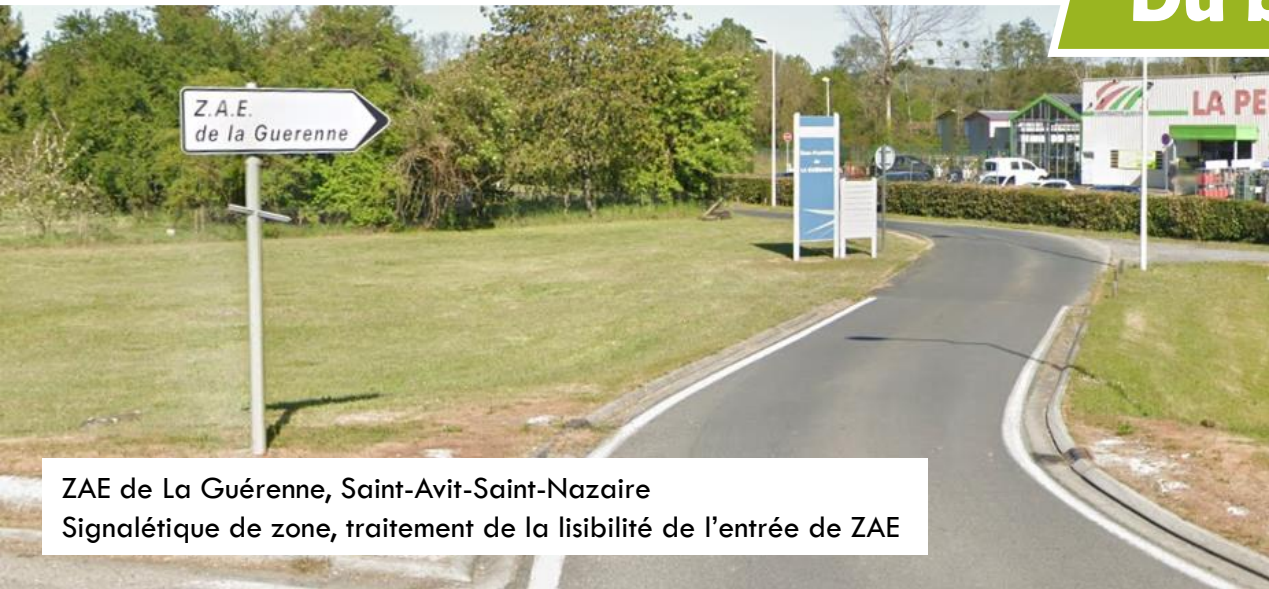 Du b
Z.A.E.
de la Guerenne
LA PE
ZAE de La Guérenne, Saint-Avit-Saint-Nazaire
Signalétique de zone, traitement de la lisibilité de l'entrée de ZAE